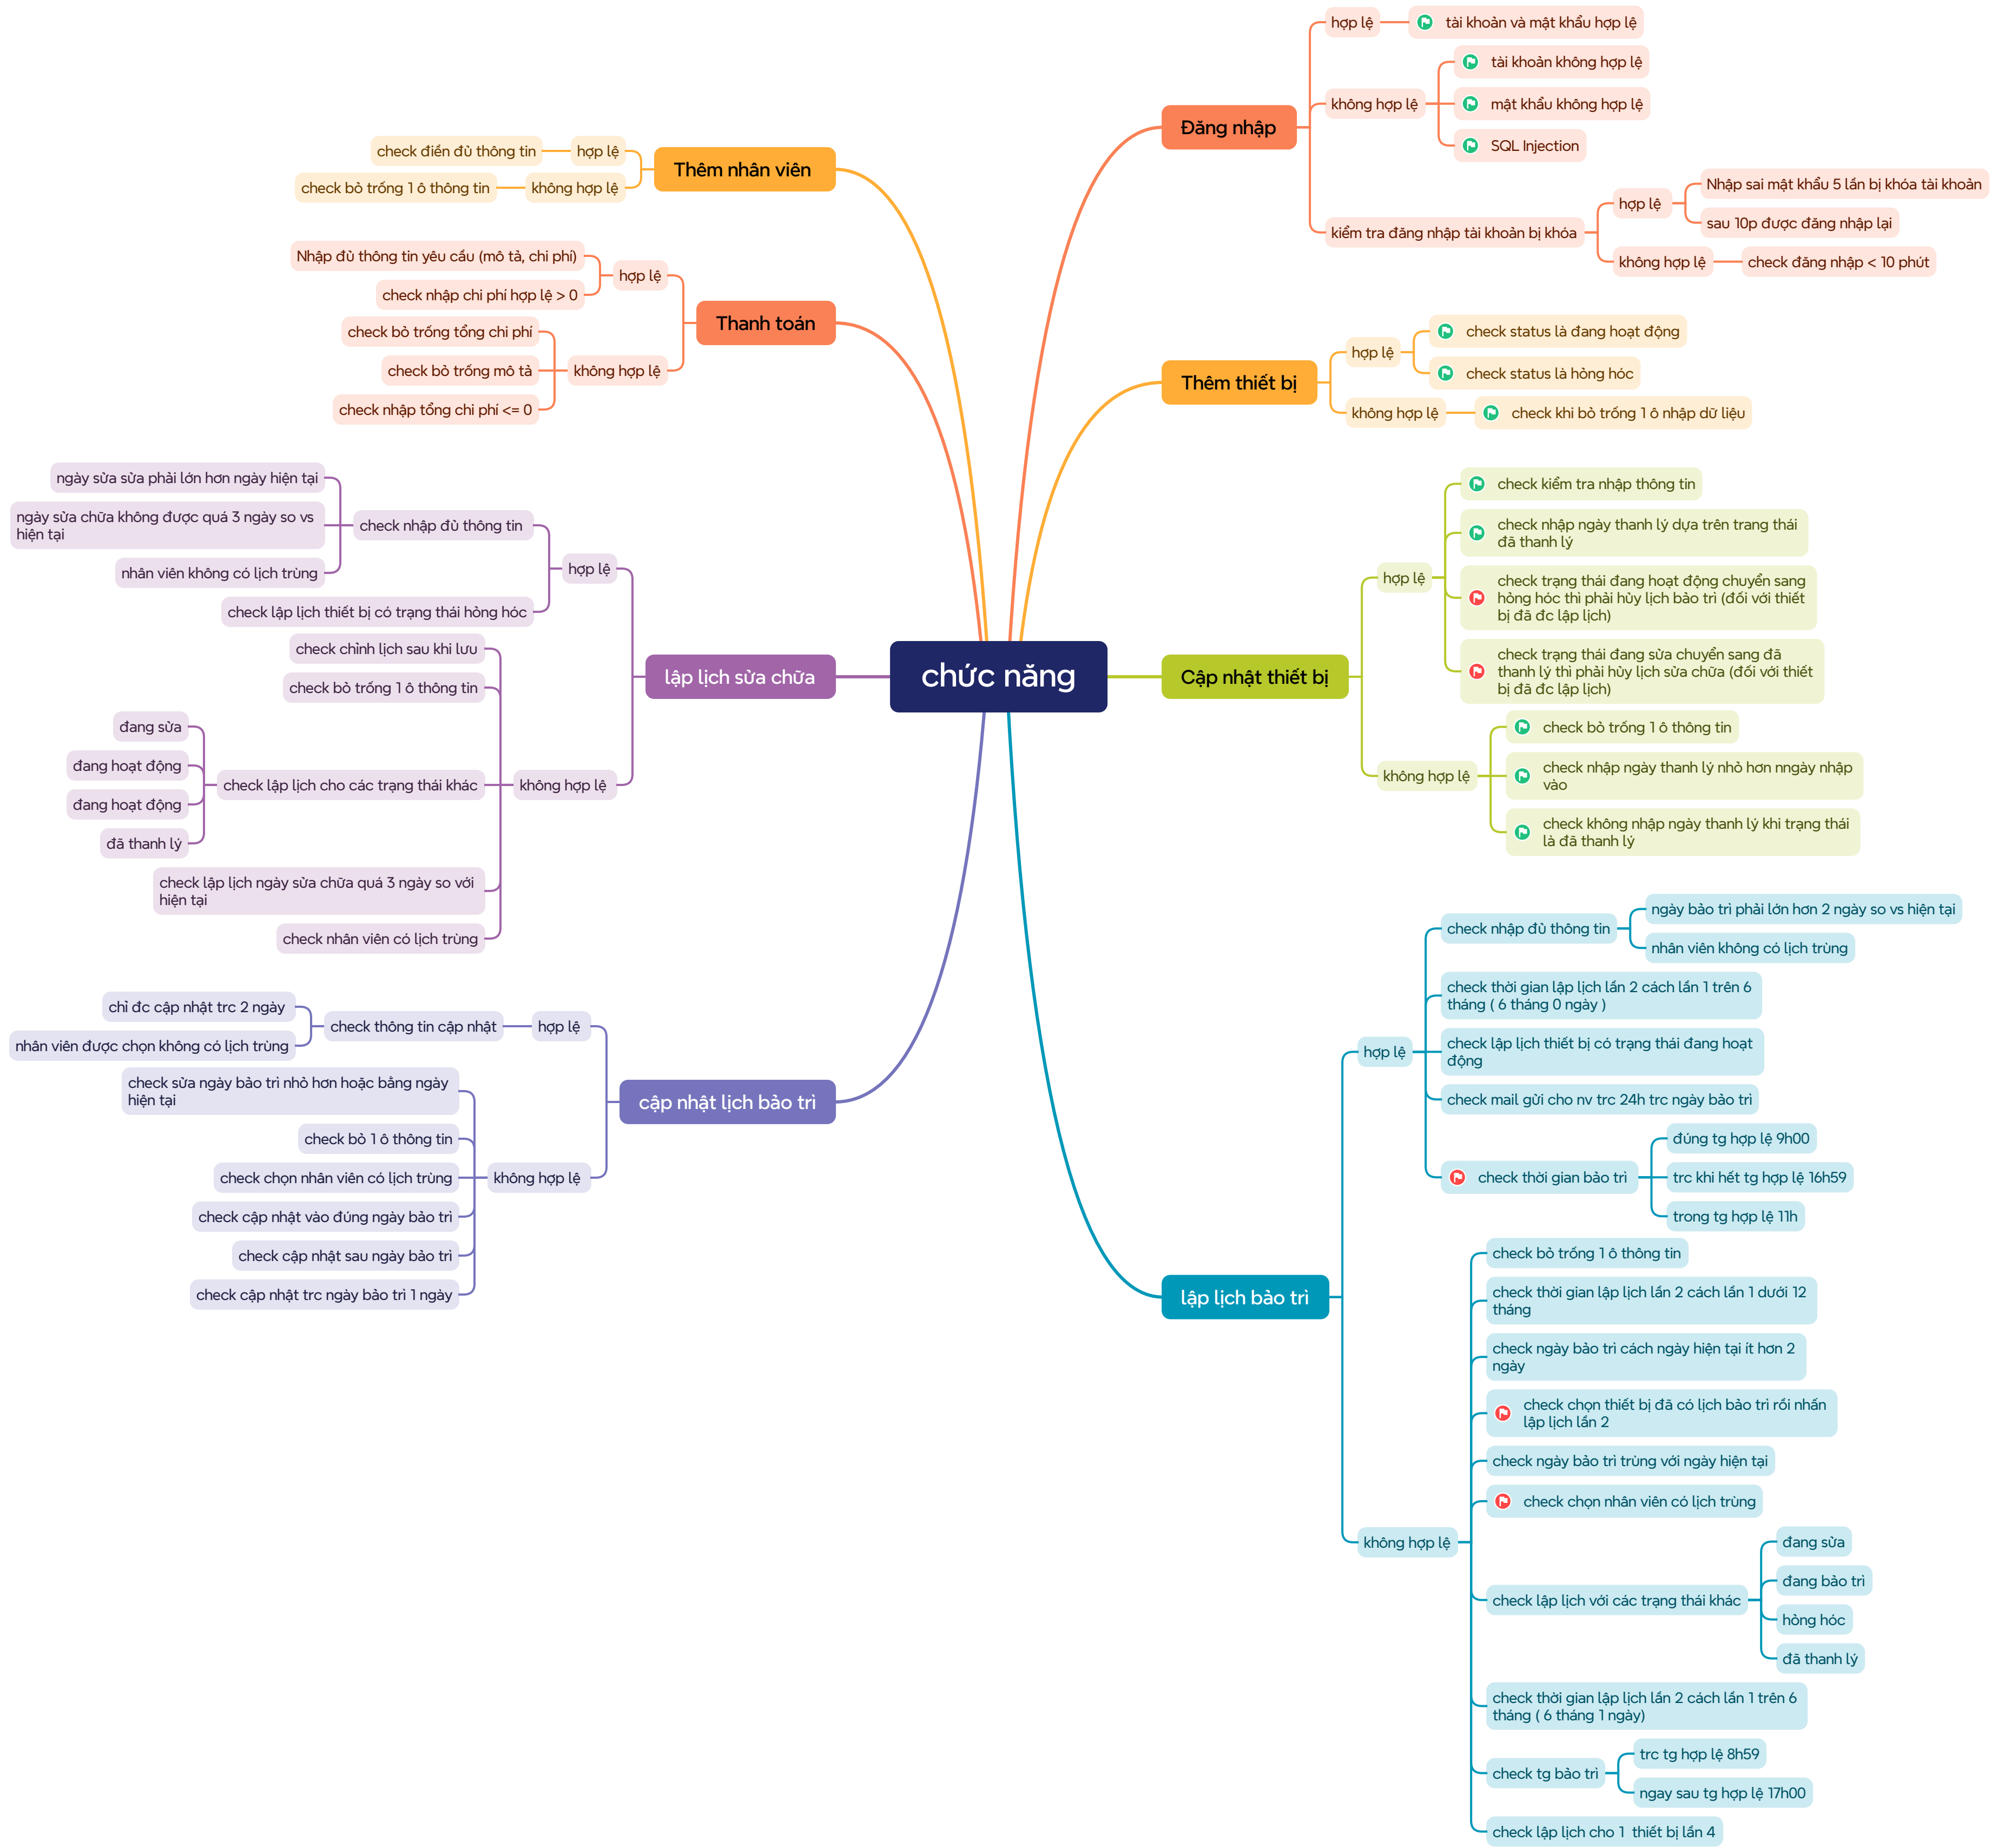 chức năng
Đăng nhập
hợp lệ
tài khoản và mật khẩu hợp lệ
không hợp lệ
tài khoản không hợp lệ
mật khẩu không hợp lệ
SQL Injection
kiểm tra đăng nhập tài khoản bị khóa
hợp lệ
Nhập sai mật khẩu 5 lần bị khóa tài khoản
sau 10p được đăng nhập lại
không hợp lệ
check đăng nhập < 10 phút
Thêm thiết bị
hợp lệ
check status là đang hoạt động
check status là hỏng hóc
không hợp lệ
check khi bỏ trống 1 ô nhập dữ liệu
Cập nhật thiết bị
hợp lệ
check kiểm tra nhập thông tin
check nhập ngày thanh lý dựa trên trang thái
đã thanh lý
check trạng thái đang hoạt động chuyển sang
hỏng hóc thì phải hủy lịch bảo trì (đối với thiết
bị đã đc lập lịch)
check trạng thái đang sửa chuyển sang đã
thanh lý thì phải hủy lịch sửa chữa (đối với thiết
bị đã đc lập lịch)
không hợp lệ
check bỏ trống 1 ô thông tin
check nhập ngày thanh lý nhỏ hơn nngày nhập
vào
check không nhập ngày thanh lý khi trạng thái
là đã thanh lý
lập lịch bảo trì
hợp lệ
check nhập đủ thông tin
ngày bảo trì phải lớn hơn 2 ngày so vs hiện tại
nhân viên không có lịch trùng
check thời gian lập lịch lần 2 cách lần 1 trên 6
tháng ( 6 tháng 0 ngày )
check lập lịch thiết bị có trạng thái đang hoạt
động
check mail gửi cho nv trc 24h trc ngày bảo trì
check thời gian bảo trì
đúng tg hợp lệ 9h00
trc khi hết tg hợp lệ 16h59
trong tg hợp lệ 11h
không hợp lệ
check bỏ trống 1 ô thông tin
check thời gian lập lịch lần 2 cách lần 1 dưới 12
tháng
check ngày bảo trì cách ngày hiện tại ít hơn 2
ngày
check chọn thiết bị đã có lịch bảo trì rồi nhấn
lập lịch lần 2
check ngày bảo trì trùng với ngày hiện tại
check chọn nhân viên có lịch trùng
check lập lịch với các trạng thái khác
đang sửa
đang bảo trì
hỏng hóc
đã thanh lý
check thời gian lập lịch lần 2 cách lần 1 trên 6
tháng ( 6 tháng 1 ngày)
check tg bảo trì
trc tg hợp lệ 8h59
ngay sau tg hợp lệ 17h00
check lập lịch cho 1 thiết bị lần 4
Thêm nhân viên
hợp lệ
check điền đủ thông tin
không hợp lệ
check bỏ trống 1 ô thông tin
Thanh toán
hợp lệ
Nhập đủ thông tin yêu cầu (mô tả, chi phí)
check nhập chi phí hợp lệ > 0
không hợp lệ
check bỏ trống tổng chi phí
check bỏ trống mô tả
check nhập tổng chi phí <= 0
lập lịch sửa chữa
hợp lệ
check nhập đủ thông tin
ngày sửa sửa phải lớn hơn ngày hiện tại
ngày sửa chữa không được quá 3 ngày so vs
hiện tại
nhân viên không có lịch trùng
check lập lịch thiết bị có trạng thái hỏng hóc
không hợp lệ
check chỉnh lịch sau khi lưu
check bỏ trống 1 ô thông tin
check lập lịch cho các trạng thái khác
đang sửa
đang hoạt động
đang hoạt động
đã thanh lý
check lập lịch ngày sửa chữa quá 3 ngày so với
hiện tại
check nhân viên có lịch trùng
cập nhật lịch bảo trì
hợp lệ
check thông tin cập nhật
chỉ đc cập nhật trc 2 ngày
nhân viên được chọn không có lịch trùng
không hợp lệ
check sửa ngày bảo trì nhỏ hơn hoặc bằng ngày
hiện tại
check bỏ 1 ô thông tin
check chọn nhân viên có lịch trùng
check cập nhật vào đúng ngày bảo trì
check cập nhật sau ngày bảo trì
check cập nhật trc ngày bảo trì 1 ngày